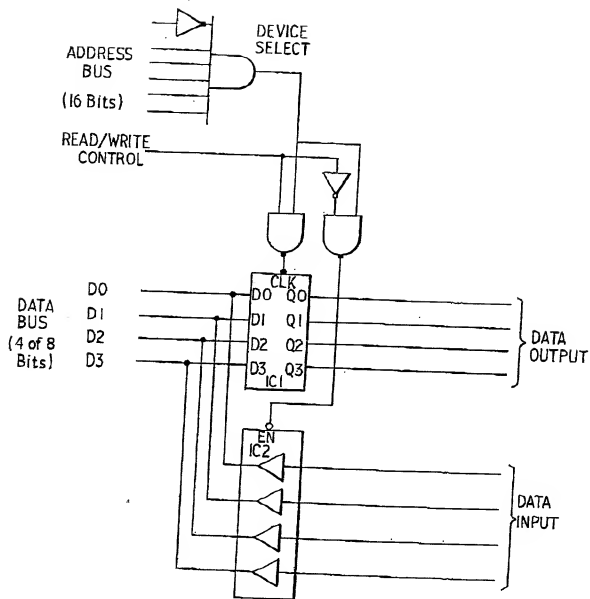 DEVICE
SELECT
ADDRESS
BUS
(16 Bits)
READ/WRITE
CONTROL
CLK
D0 Q0
D1 Q1
D2 Q2
D3 Q3
IC1
DATA
BUS
(4 of 8
Bits)
D0
D1
D2
D3
DATA
OUTPUT
EN
IC2
DATA
INPUT